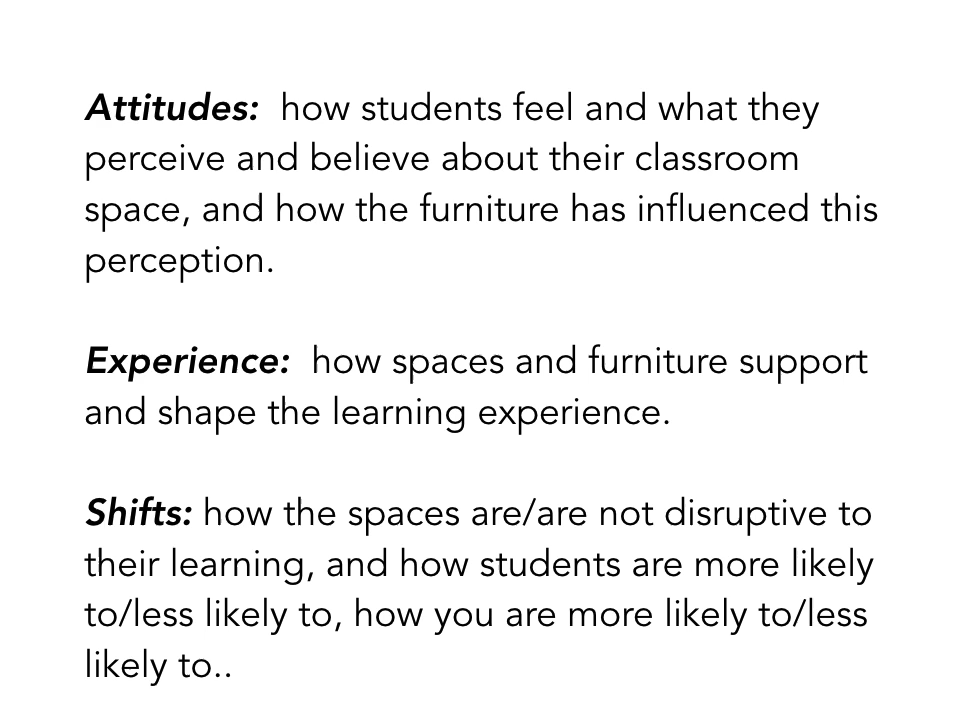 Attitudes:  how students feel and what they
perceive and believe about their classroom
space, and how the furniture has influenced this
perception.
Experience:  how spaces and furniture support
and shape the learning experience.
Shifts: how the spaces are/are not disruptive to
their learning, and how students are more likely
to/less likely to, how you are more likely to/less
likely to..